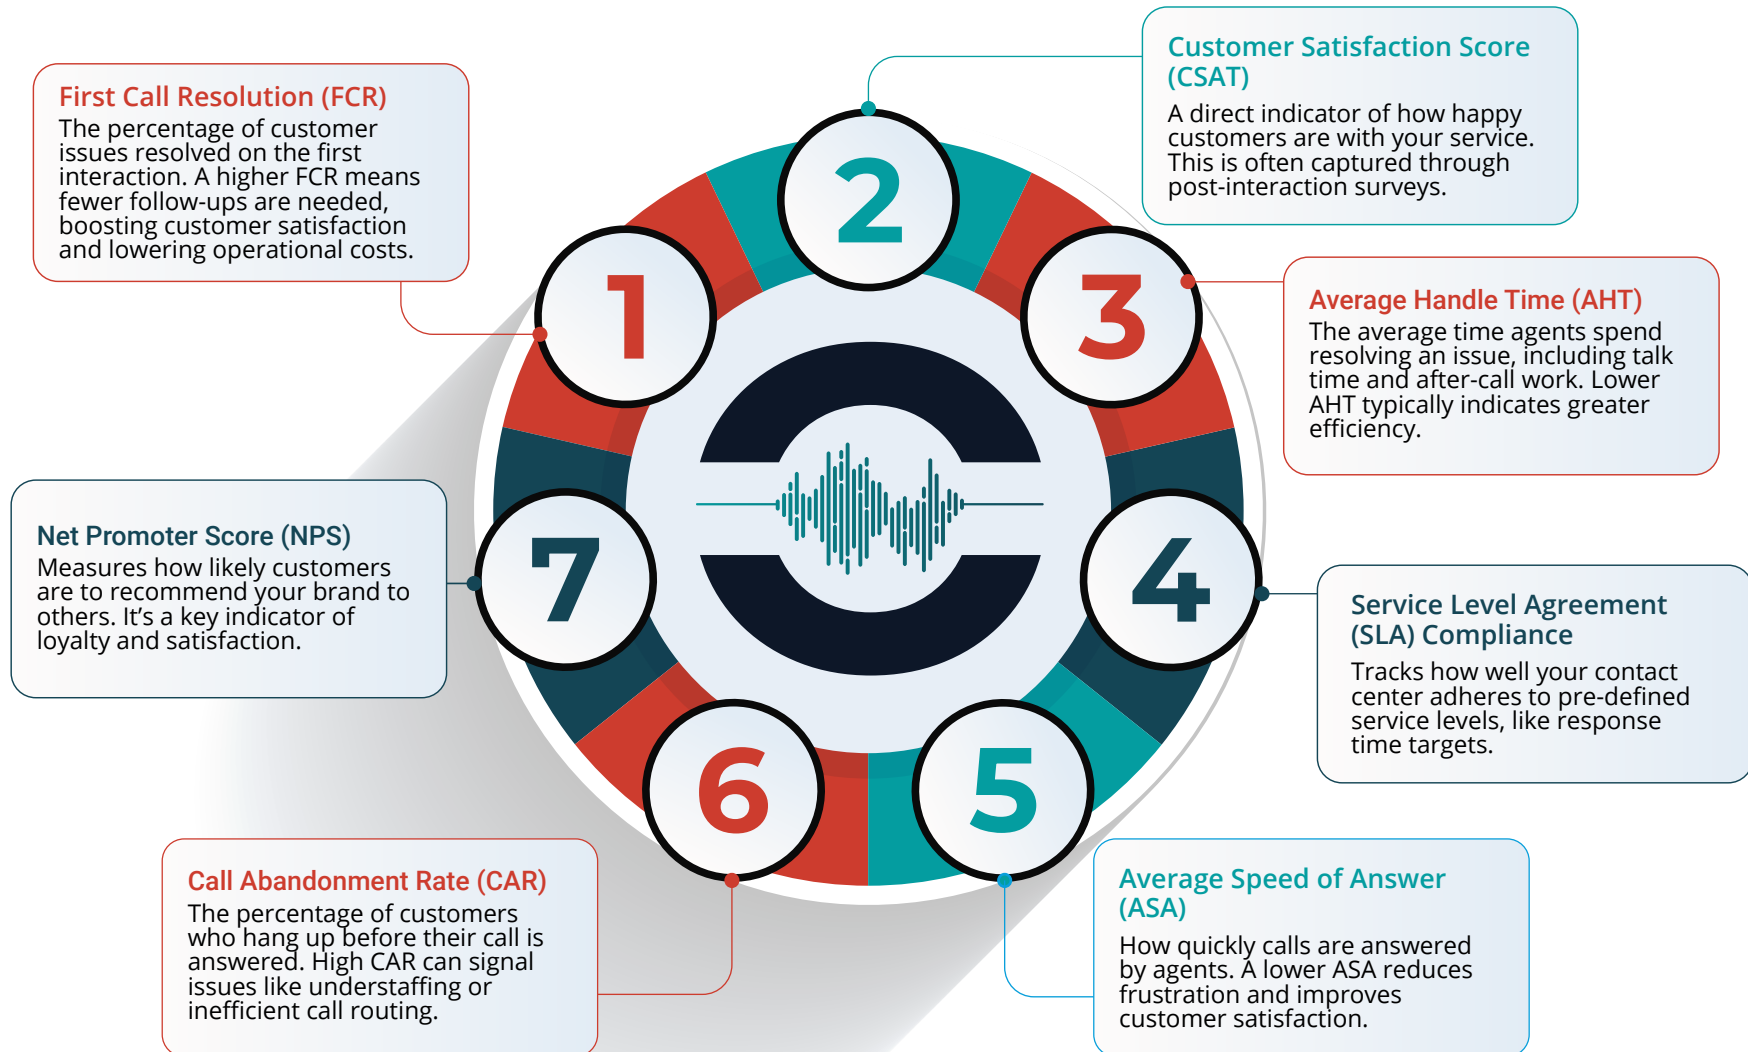 First Call Resolution (FCR)
The percentage of customer
issues resolved on the first
interaction. A higher FCR means
fewer follow-ups are needed,
boosting customer satisfaction
and lowering operational costs.
1
2
Customer Satisfaction Score
(CSAT)
A direct indicator of how happy
customers are with your service.
This is often captured through
post-interaction surveys.
3
Average Handle Time (AHT)
The average time agents spend
resolving an issue, including talk
time and after-call work. Lower
AHT typically indicates greater
efficiency.
4
Service Level Agreement
(SLA) Compliance
Tracks how well your contact
center adheres to pre-defined
service levels, like response
time targets.
5
Average Speed of Answer
(ASA)
How quickly calls are answered
by agents. A lower ASA reduces
frustration and improves
customer satisfaction.
6
Call Abandonment Rate (CAR)
The percentage of customers
who hang up before their call is
answered. High CAR can signal
issues like understaffing or
inefficient call routing.
7
Net Promoter Score (NPS)
Measures how likely customers
are to recommend your brand to
others. It’s a key indicator of
loyalty and satisfaction.